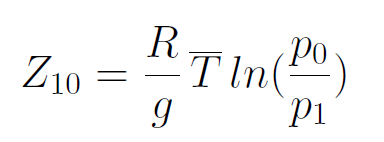 $Z_{10} = \frac{R}{g} \overline{T} \, ln(\frac{p_0}{p_1})$